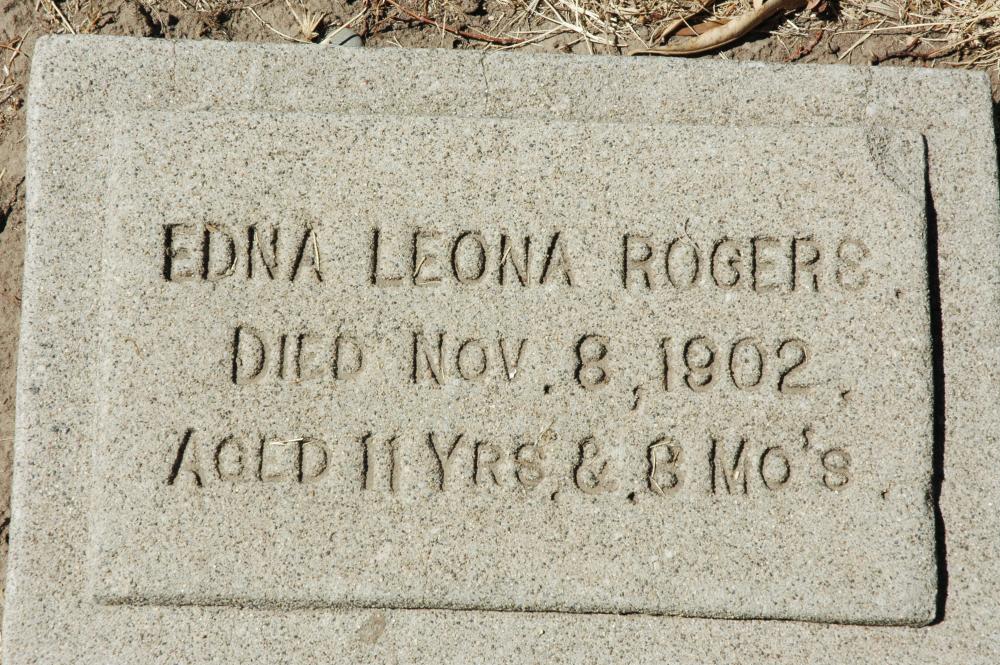 EDNA LEONA ROGERS
DIED NOV. 8, 1902.
AGED 11 YRS, & 8 MO'S.